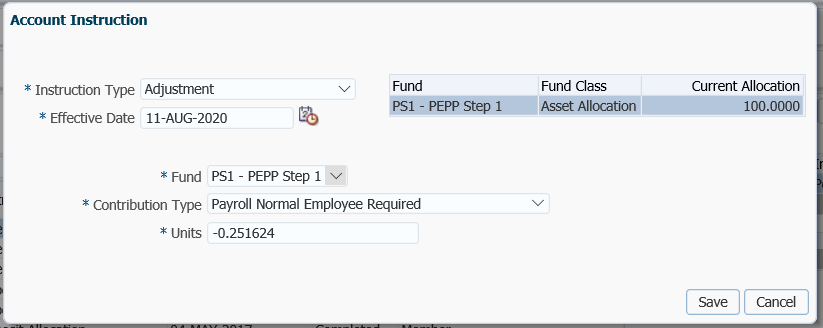 Account Instruction
* Instruction Type Adjustment
* Effective Date 11-AUG-2020
Fund Fund Class Current Allocation
PS1 - PEPP Step 1 Asset Allocation 100.0000
* Fund PS1 - PEPP Step 1
* Contribution Type Payroll Normal Employee Required
* Units -0.251624
Save Cancel